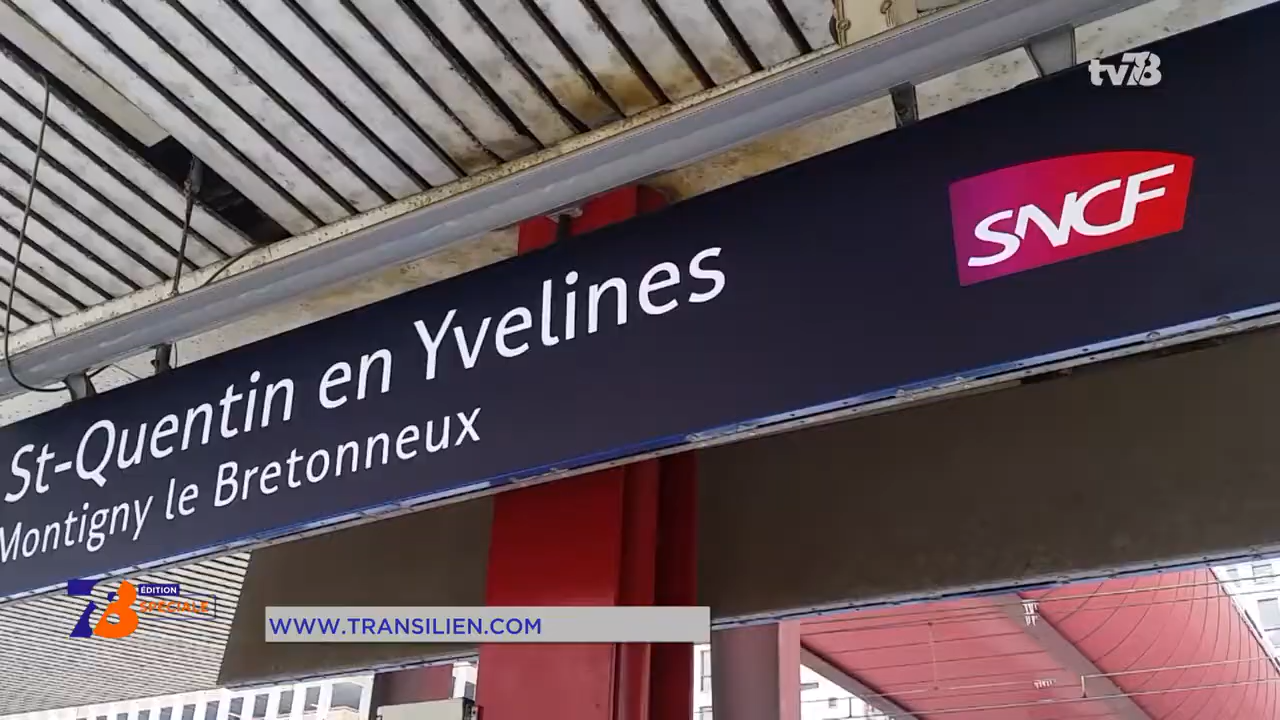 tv78
SNCF
St-Quentin en Yvelines
Montigny le Bretonneux
78 ÉDITION
SPÉCIALE
WWW.TRANSILIEN.COM